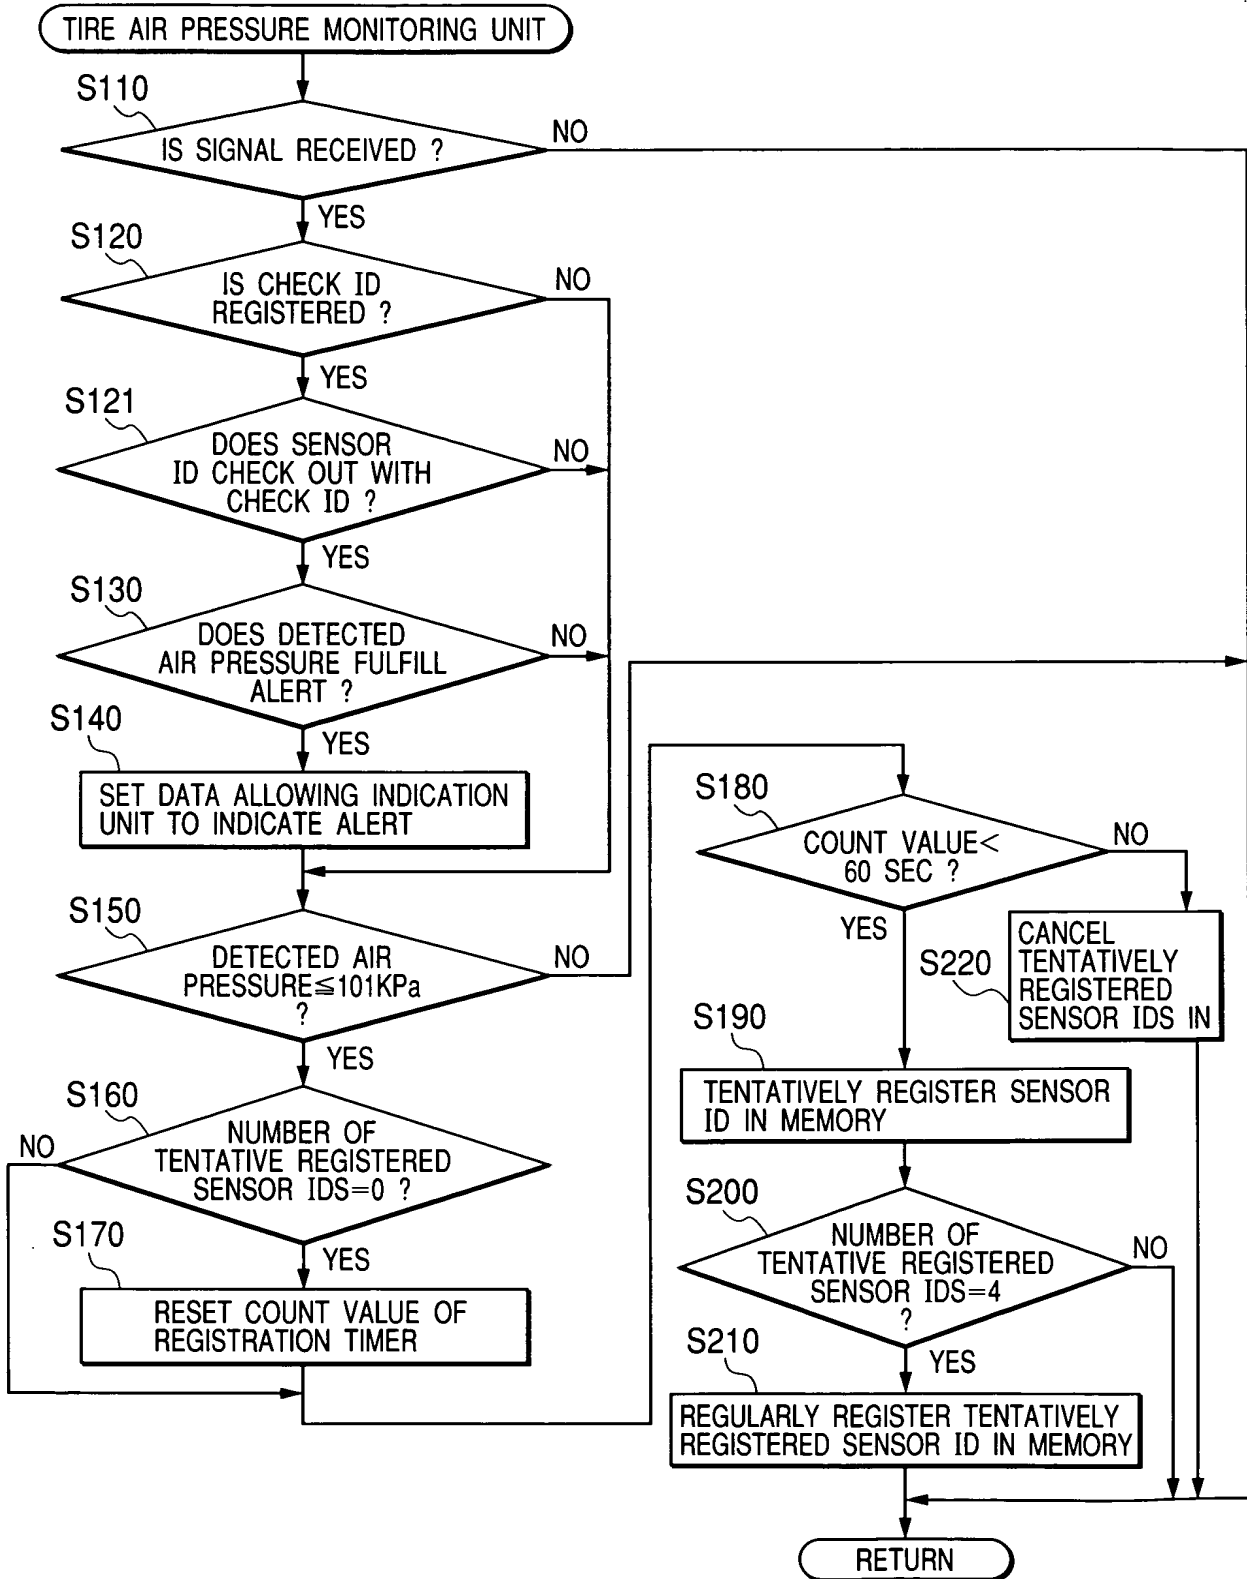 TIRE AIR PRESSURE MONITORING UNIT
S110
IS SIGNAL RECEIVED ?
NO
YES
S120
IS CHECK ID
REGISTERED ?
NO
YES
S121
DOES SENSOR
ID CHECK OUT WITH
CHECK ID ?
NO
YES
S130
DOES DETECTED
AIR PRESSURE FULFILL
ALERT ?
NO
YES
S140
SET DATA ALLOWING INDICATION
UNIT TO INDICATE ALERT
S150
DETECTED AIR
PRESSURE≦101KPa
?
NO
YES
S160
NUMBER OF
TENTATIVE REGISTERED
SENSOR IDS=0 ?
NO
YES
S170
RESET COUNT VALUE OF
REGISTRATION TIMER
S180
COUNT VALUE<
60 SEC ?
NO
YES
S220
CANCEL
TENTATIVELY
REGISTERED
SENSOR IDS IN
S190
TENTATIVELY REGISTER SENSOR
ID IN MEMORY
S200
NUMBER OF
TENTATIVE REGISTERED
SENSOR IDS=4
?
NO
YES
S210
REGULARLY REGISTER TENTATIVELY
REGISTERED SENSOR ID IN MEMORY
RETURN